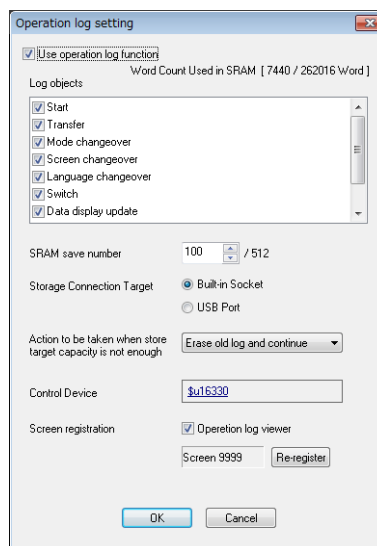 Operation log setting
Use operation log function
Word Count Used in SRAM [ 7440 / 262016 Word ]
Log objects
Start
Transfer
Mode changeover
Screen changeover
Language changeover
Switch
Data display update
SRAM save number
100
/ 512
Storage Connection Target
Built-in Socket
USB Port
Action to be taken when store
target capacity is not enough
Erase old log and continue
Control Device
$u16330
Screen registration
Operetion log viewer
Screen 9999
Re-register
OK
Cancel